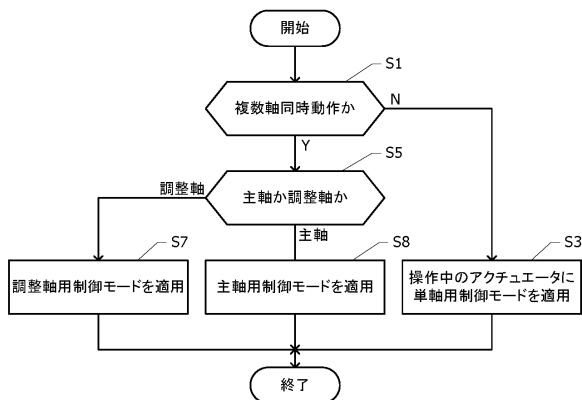 開始
S1
複数軸同時動作か
N
Y
S5
調整軸
主軸か調整軸か
主軸
S7
S8
S3
調整軸用制御モードを適用
主軸用制御モードを適用
操作中のアクチュエータに
単軸用制御モードを適用
終了